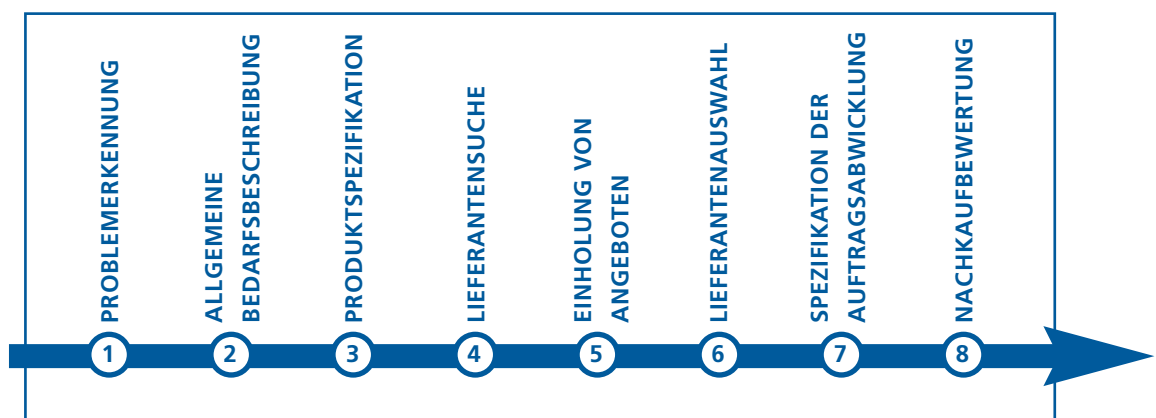 PROBLEMERKENNUNG
ALLGEMEINE
BEDARFSBESCHREIBUNG
PRODUKTSPEZIFIKATION
LIEFERANTENSUCHE
EINHOLUNG VON
ANGEBOTEN
LIEFERANTENAUSWAHL
SPEZIFIKATION DER
AUFTRAGSABWICKLUNG
NACHKAUFBEWERTUNG
1
2
3
4
5
6
7
8